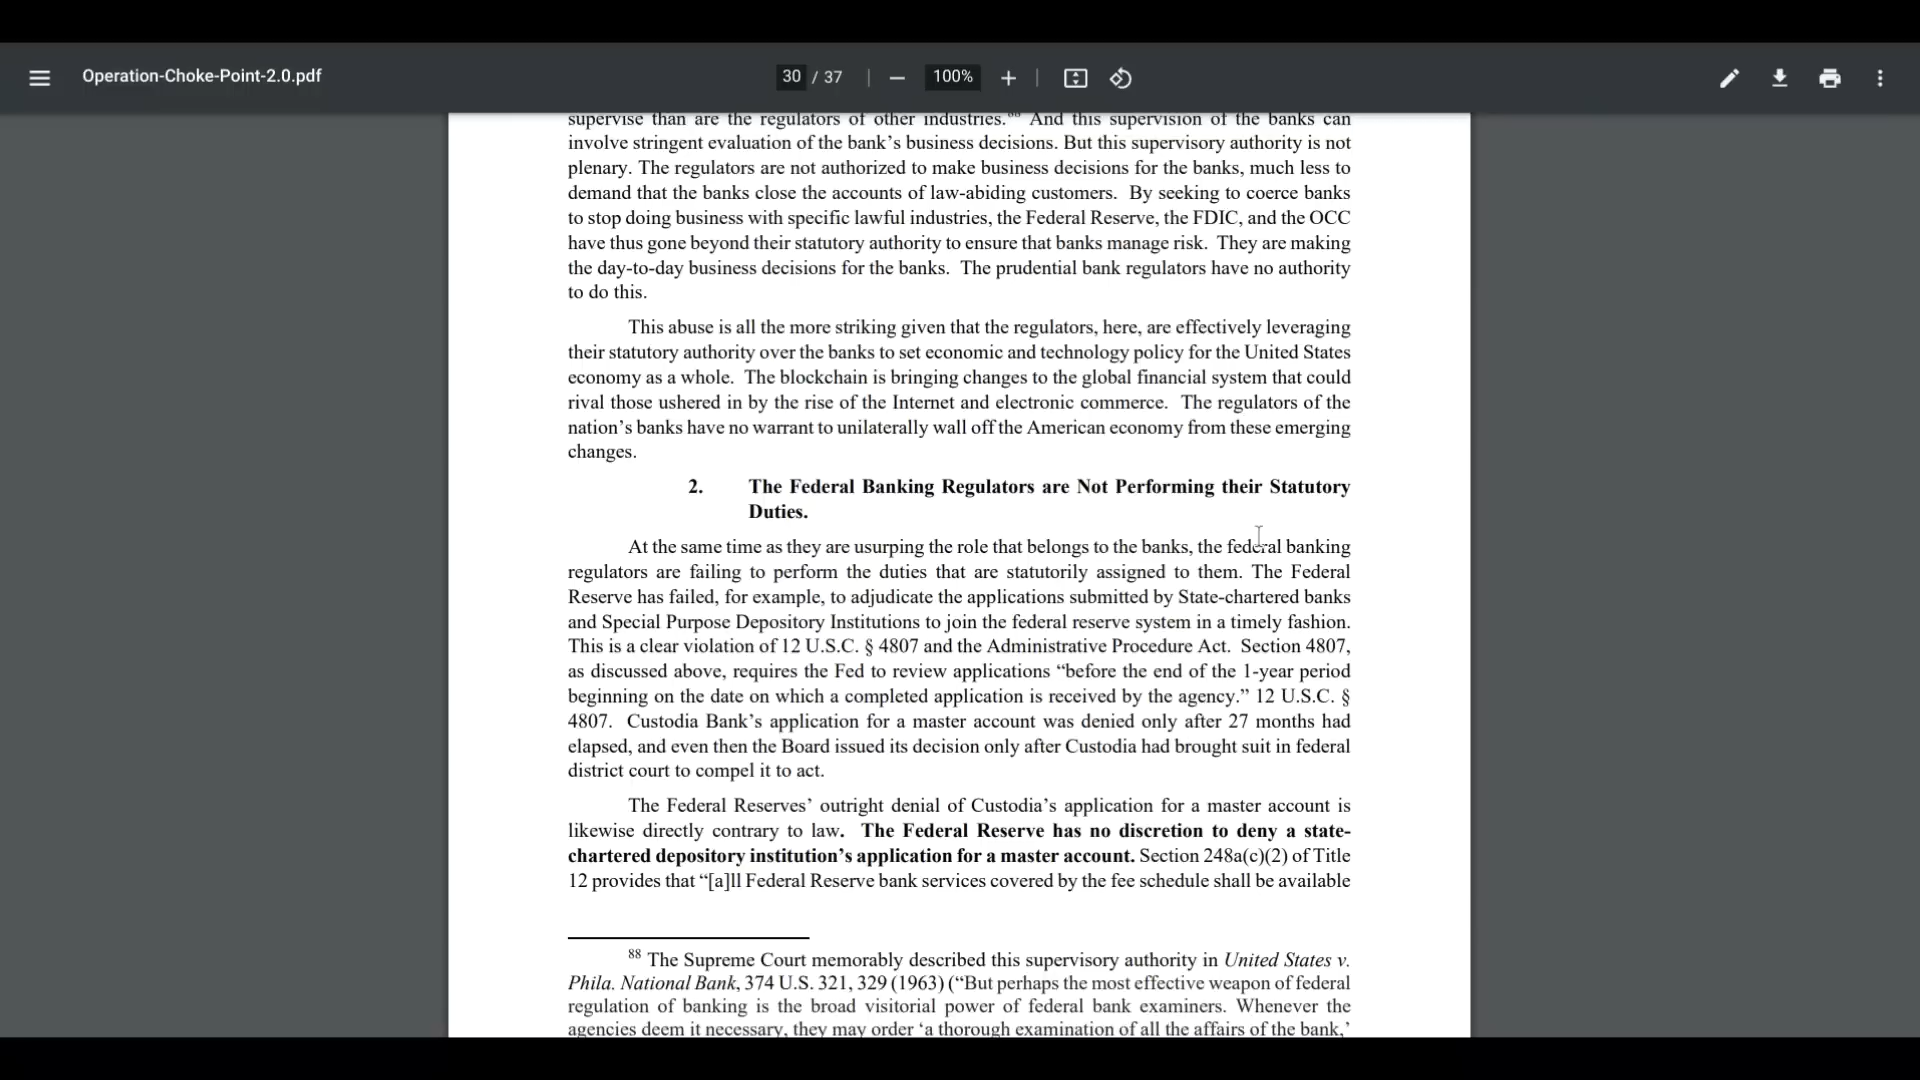 Operation-Choke-Point-2.0.pdf
30 / 37
100%
supervise than are the regulators of other industries.88 And this supervision of the banks can
involve stringent evaluation of the bank’s business decisions. But this supervisory authority is not
plenary. The regulators are not authorized to make business decisions for the banks, much less to
demand that the banks close the accounts of law-abiding customers. By seeking to coerce banks
to stop doing business with specific lawful industries, the Federal Reserve, the FDIC, and the OCC
have thus gone beyond their statutory authority to ensure that banks manage risk. They are making
the day-to-day business decisions for the banks. The prudential bank regulators have no authority
to do this.
This abuse is all the more striking given that the regulators, here, are effectively leveraging
their statutory authority over the banks to set economic and technology policy for the United States
economy as a whole. The blockchain is bringing changes to the global financial system that could
rival those ushered in by the rise of the Internet and electronic commerce. The regulators of the
nation’s banks have no warrant to unilaterally wall off the American economy from these emerging
changes.
2. The Federal Banking Regulators are Not Performing their Statutory
Duties.
At the same time as they are usurping the role that belongs to the banks, the federal banking
regulators are failing to perform the duties that are statutorily assigned to them. The Federal
Reserve has failed, for example, to adjudicate the applications submitted by State-chartered banks
and Special Purpose Depository Institutions to join the federal reserve system in a timely fashion.
This is a clear violation of 12 U.S.C. § 4807 and the Administrative Procedure Act. Section 4807,
as discussed above, requires the Fed to review applications “before the end of the 1-year period
beginning on the date on which a completed application is received by the agency.” 12 U.S.C. §
4807. Custodia Bank’s application for a master account was denied only after 27 months had
elapsed, and even then the Board issued its decision only after Custodia had brought suit in federal
district court to compel it to act.
The Federal Reserves’ outright denial of Custodia’s application for a master account is
likewise directly contrary to law. The Federal Reserve has no discretion to deny a state-
chartered depository institution’s application for a master account. Section 248a(c)(2) of Title
12 provides that “[a]ll Federal Reserve bank services covered by the fee schedule shall be available
88 The Supreme Court memorably described this supervisory authority in United States v.
Phila. National Bank, 374 U.S. 321, 329 (1963) (“But perhaps the most effective weapon of federal
regulation of banking is the broad visitorial power of federal bank examiners. Whenever the
agencies deem it necessary, they may order ‘a thorough examination of all the affairs of the bank,’